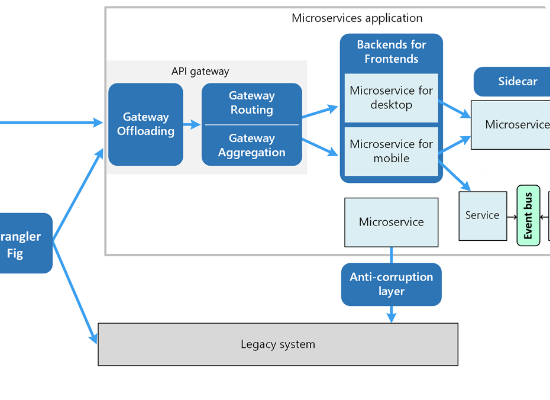 Microservices application
Backends for
Frontends
API gateway
Sidecar
Gateway
Offloading
Gateway
Routing
Gateway
Aggregation
Microservice for
desktop
Microservice for
mobile
Microservice
Microservice
Service
Event bus
rangler
Fig
Anti-corruption
layer
Legacy system